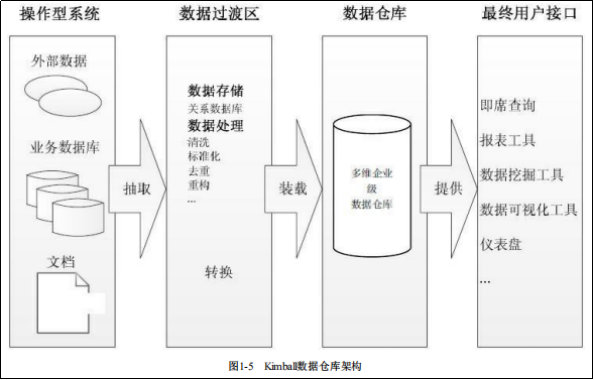 操作型系统
数据过渡区
数据仓库
最终用户接口
外部数据
业务数据库
文档
抽取
数据存储
关系数据库
数据处理
清洗
标准化
去重
重构
...
转换
装载
多维企业
级
数据仓库
提供
即席查询
报表工具
数据挖掘工具
数据可视化工具
仪表盘
...
图1-5 Kimball数据仓库架构